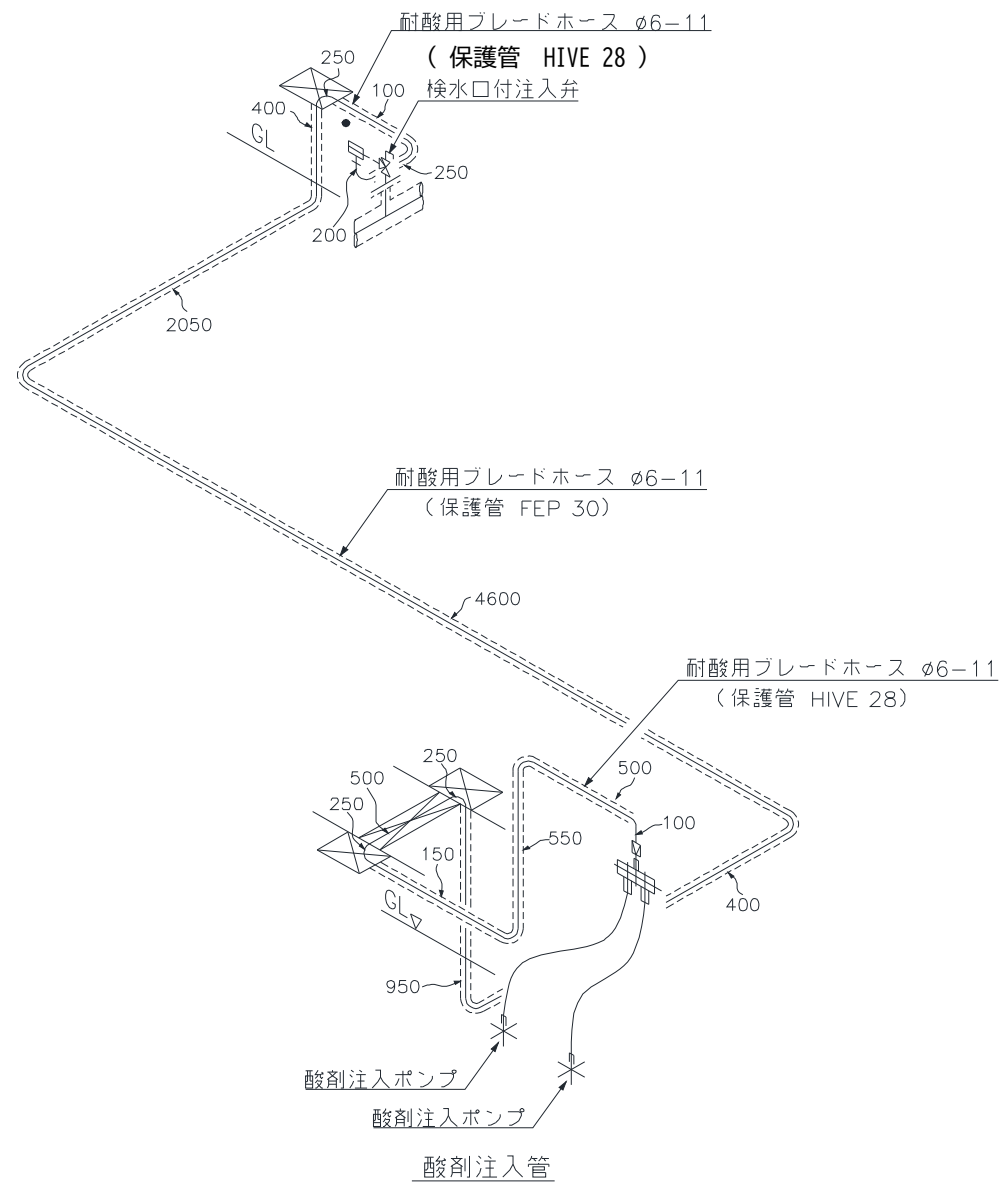 耐酸用ブレードホース φ6-11
( 保護管 HIVE 28 )
250
検水口付注入弁
100
400
GL
250
200
2050
耐酸用ブレードホース φ6-11
(保護管 FEP 30)
4600
耐酸用ブレードホース φ6-11
(保護管 HIVE 28)
250
500
500
250
100
550
150
400
GL
950
酸剤注入ポンプ
酸剤注入ポンプ
酸剤注入管